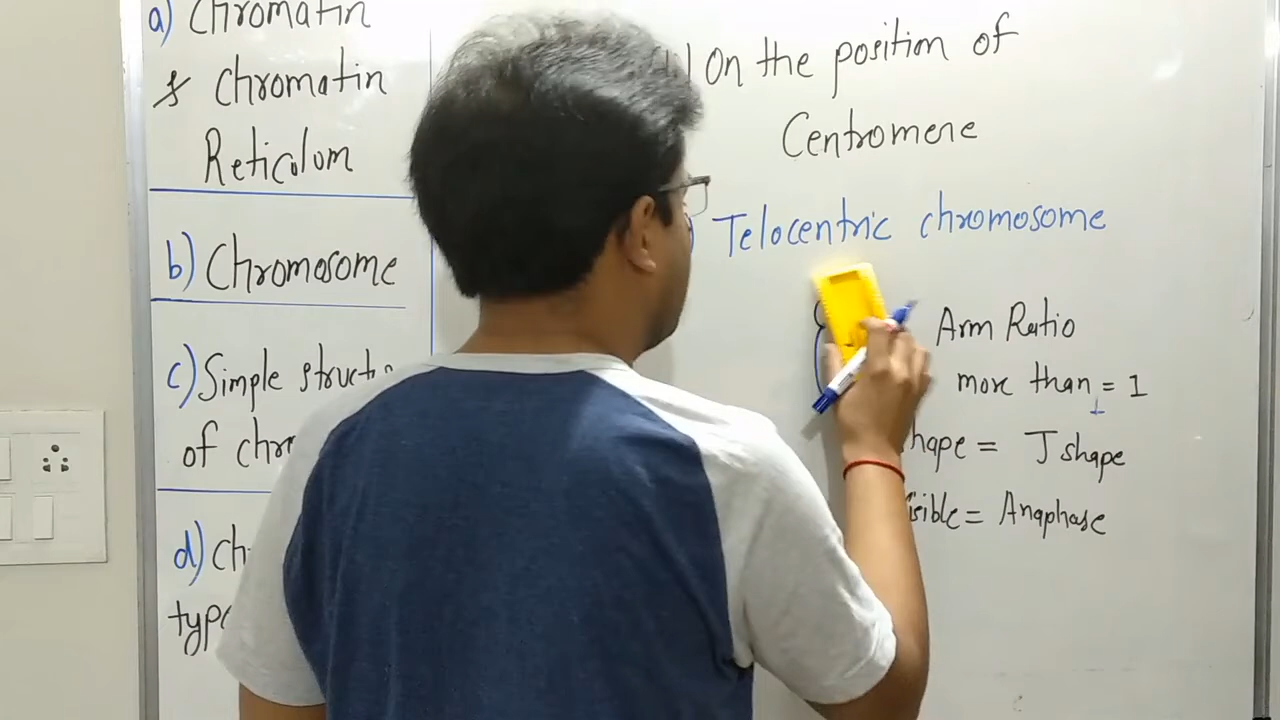 a) Chromatin
& Chromatin
Reticulum
b) Chromosome
c) Simple struct
of chr
d) Ch
typ
) On the position of
Centromere
) Telocentric chromosome
Arm Ratio
more than = 1
hape = J shape
isible = Anaphase